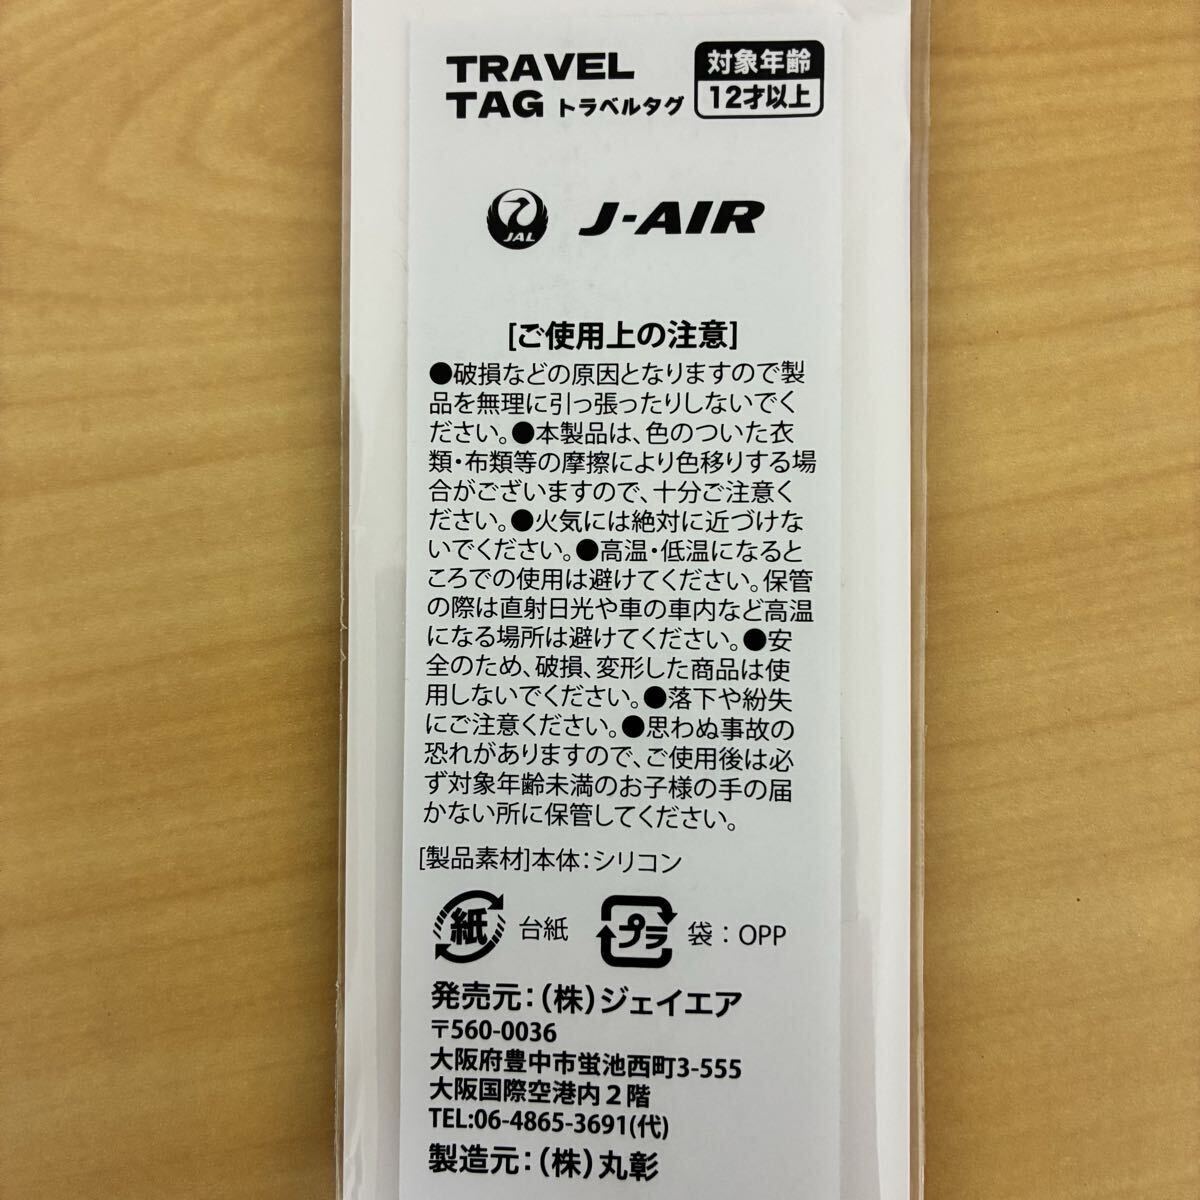 TRAVEL
TAG トラベルタグ
対象年齢
12才以上
JAL
J-AIR
[ご使用上の注意]
●破損などの原因となりますので製
品を無理に引っ張ったりしないでく
ださい。●本製品は、色のついた衣
類・布類等の摩擦により色移りする場
合がございますので、十分ご注意く
ださい。●火気には絶対に近づけな
いでください。●高温・低温になると
ころでの使用は避けてください。保管
の際は直射日光や車の車内など高温
になる場所は避けてください。●安
全のため、破損、変形した商品は使
用しないでください。●落下や紛失
にご注意ください。●思わぬ事故の
恐れがありますので、ご使用後は必
ず対象年齢未満のお子様の手の届
かない所に保管してください。
[製品素材]本体：シリコン
紙 台紙 プラ 袋：OPP
発売元：（株）ジェイエア
〒560-0036
大阪府豊中市蛍池西町3-555
大阪国際空港内2階
TEL:06-4865-3691(代)
製造元：（株）丸彰